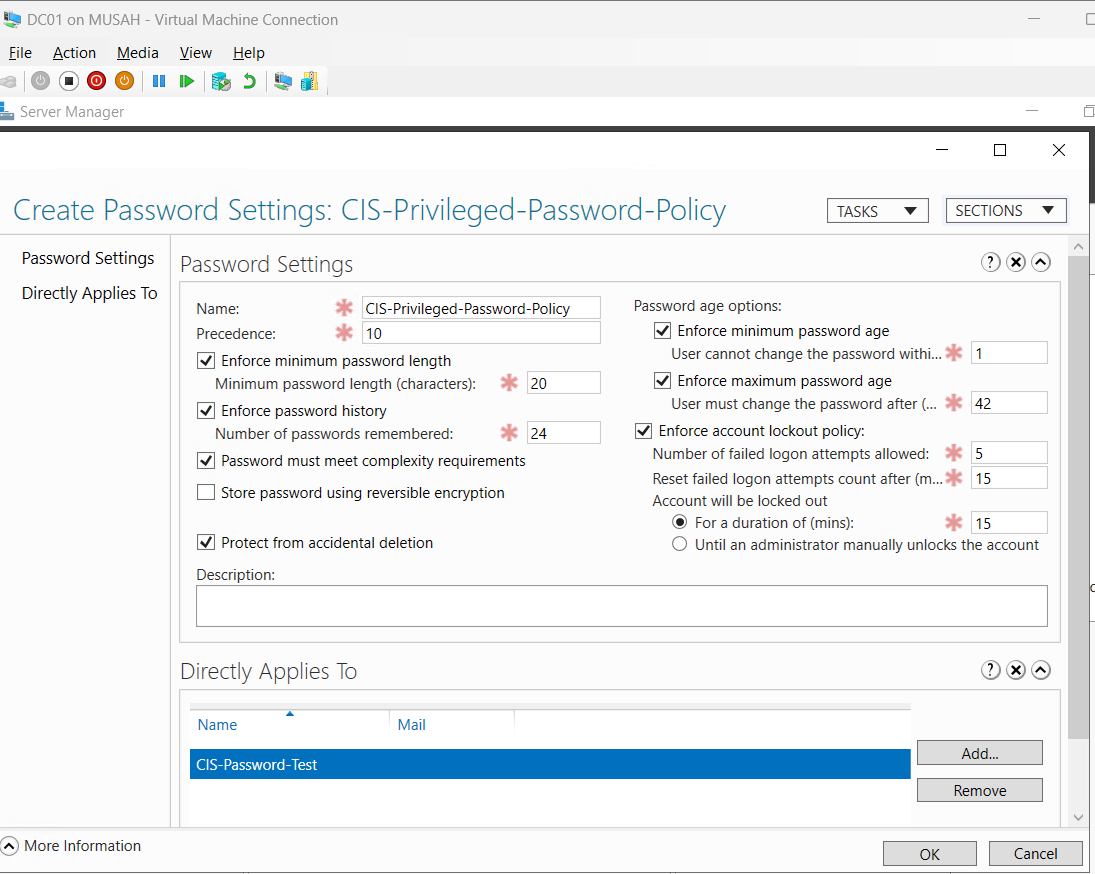 DC01 on MUSAH - Virtual Machine Connection
File Action Media View Help
Server Manager
Create Password Settings: CIS-Privileged-Password-Policy
TASKS
SECTIONS
Password Settings
Directly Applies To
Password Settings
Name: * CIS-Privileged-Password-Policy
Precedence: * 10
Enforce minimum password length
Minimum password length (characters): * 20
Enforce password history
Number of passwords remembered: * 24
Password must meet complexity requirements
Store password using reversible encryption
Protect from accidental deletion
Password age options:
Enforce minimum password age
User cannot change the password withi... * 1
Enforce maximum password age
User must change the password after (... * 42
Enforce account lockout policy:
Number of failed logon attempts allowed: * 5
Reset failed logon attempts count after (m... * 15
Account will be locked out
For a duration of (mins): * 15
Until an administrator manually unlocks the account
Description:
Directly Applies To
Name Mail
CIS-Password-Test
Add...
Remove
More Information
OK
Cancel